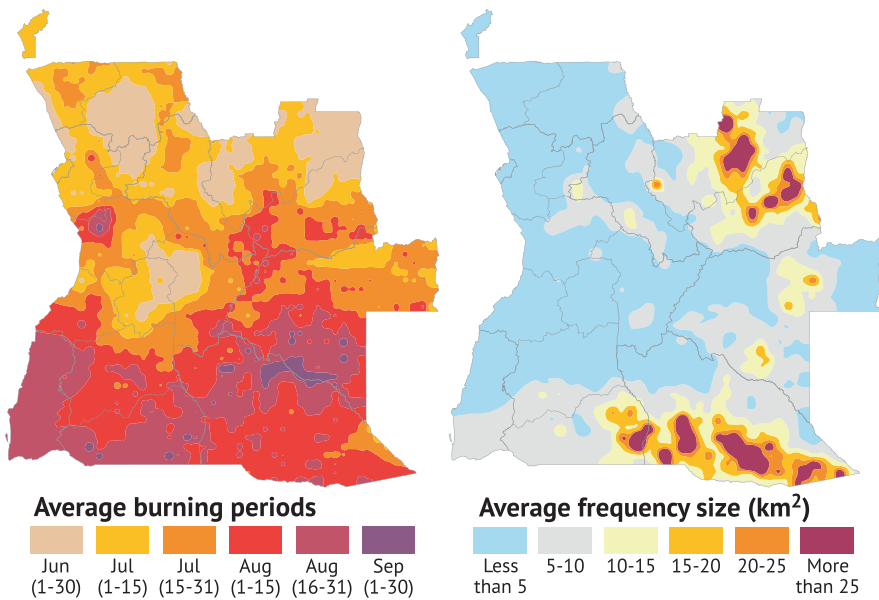 Average burning periods
Jun
(1-30)
Jul
(1-15)
Jul
(15-31)
Aug
(1-15)
Aug
(16-31)
Sep
(1-30)
Average frequency size (km²)
Less
than 5
5-10
10-15
15-20
20-25
More
than 25